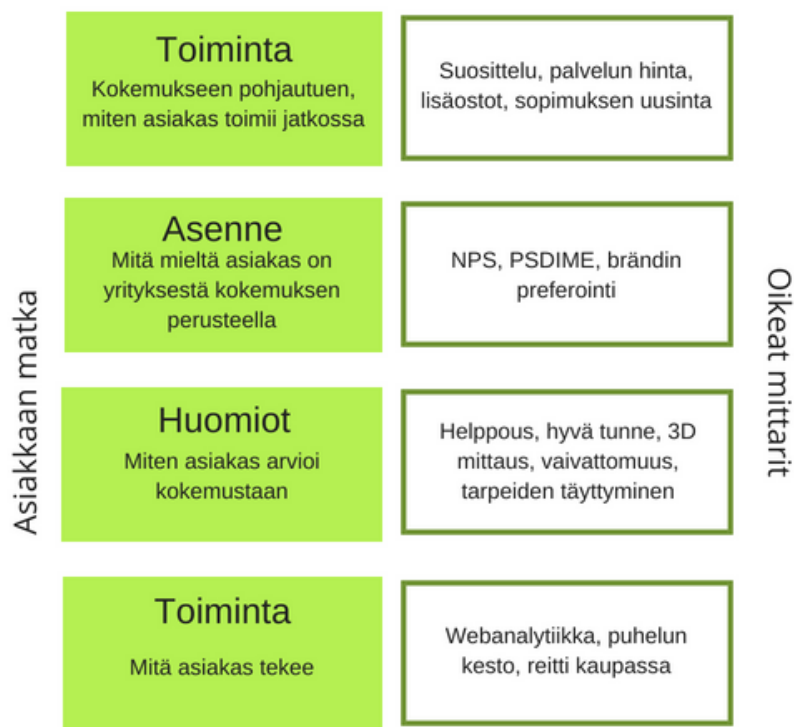 Toiminta
Kokemukseen pohjautuen,
miten asiakas toimii jatkossa
Suosittelu, palvelun hinta,
lisäostot, sopimuksen uusinta
Asenne
Mitä mieltä asiakas on
yrityksestä kokemuksen
perusteella
NPS, PSDIME, brändin
preferointi
Huomiot
Miten asiakas arvioi
kokemustaan
Helppous, hyvä tunne, 3D
mittaus, vaivattomuus,
tarpeiden täyttyminen
Toiminta
Mitä asiakas tekee
Webanalytiikka, puhelun
kesto, reitti kaupassa
Asiakkaan matka
Oikeat mittarit